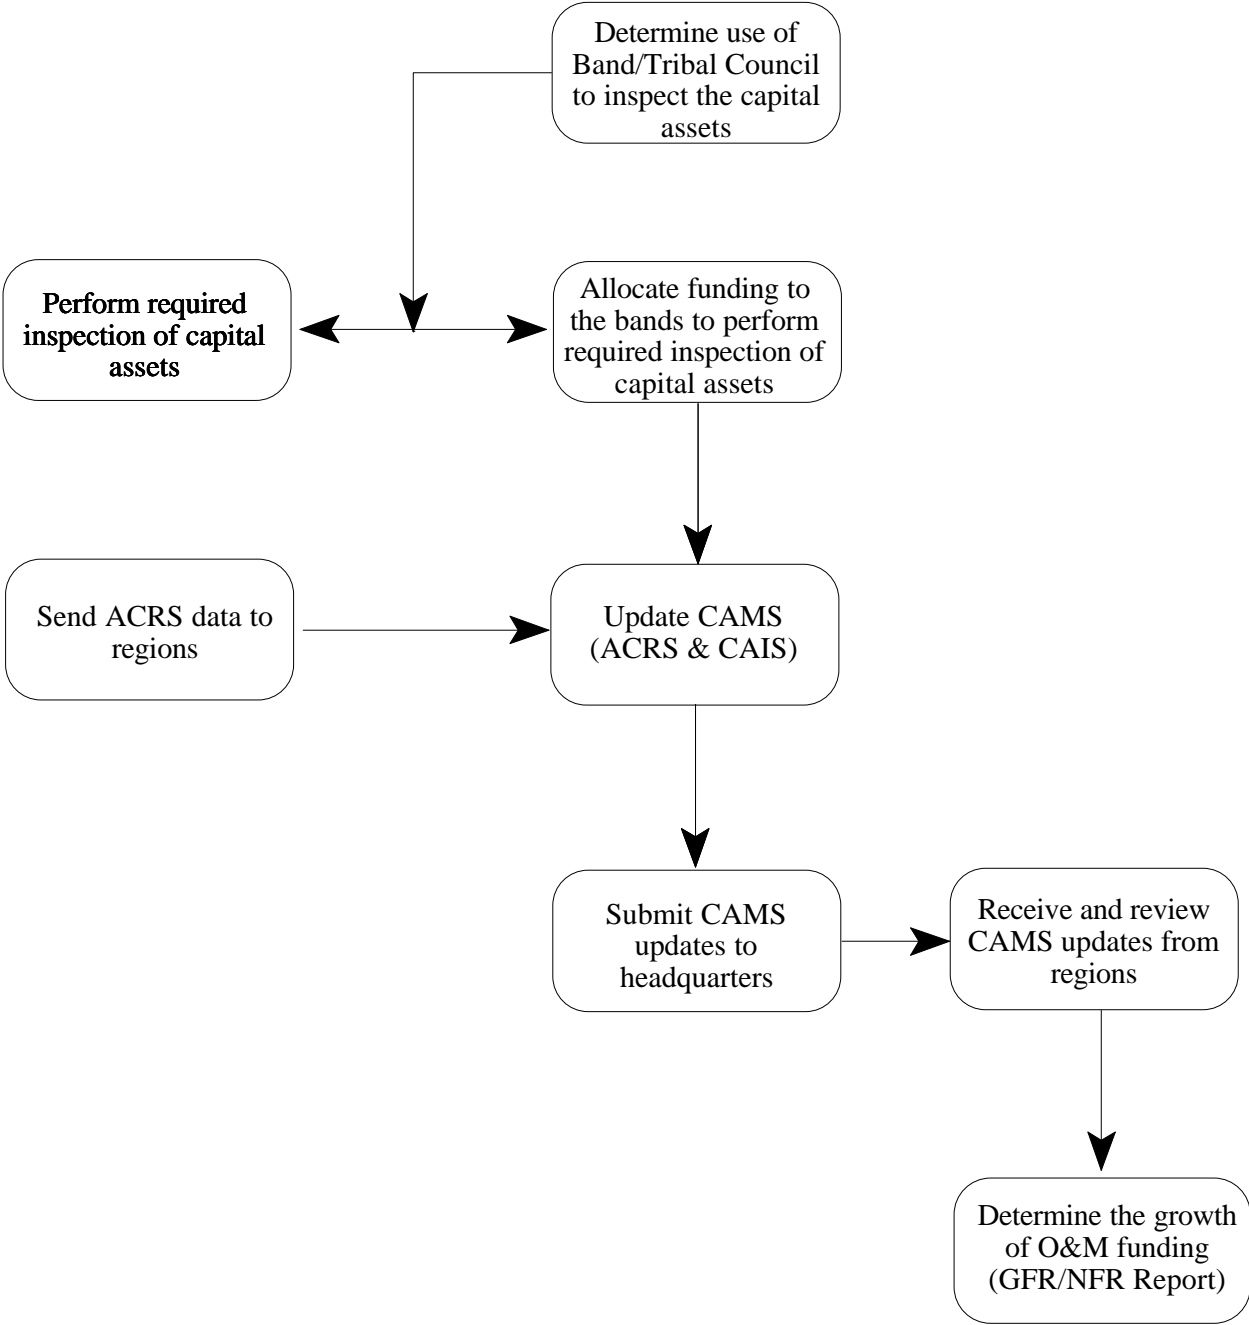 Determine use of
Band/Tribal Council
to inspect the capital
assets
Perform required
inspection of capital
assets
Allocate funding to
the bands to perform
required inspection of
capital assets
Send ACRS data to
regions
Update CAMS
(ACRS & CAIS)
Submit CAMS
updates to
headquarters
Receive and review
CAMS updates from
regions
Determine the growth
of O&M funding
(GFR/NFR Report)